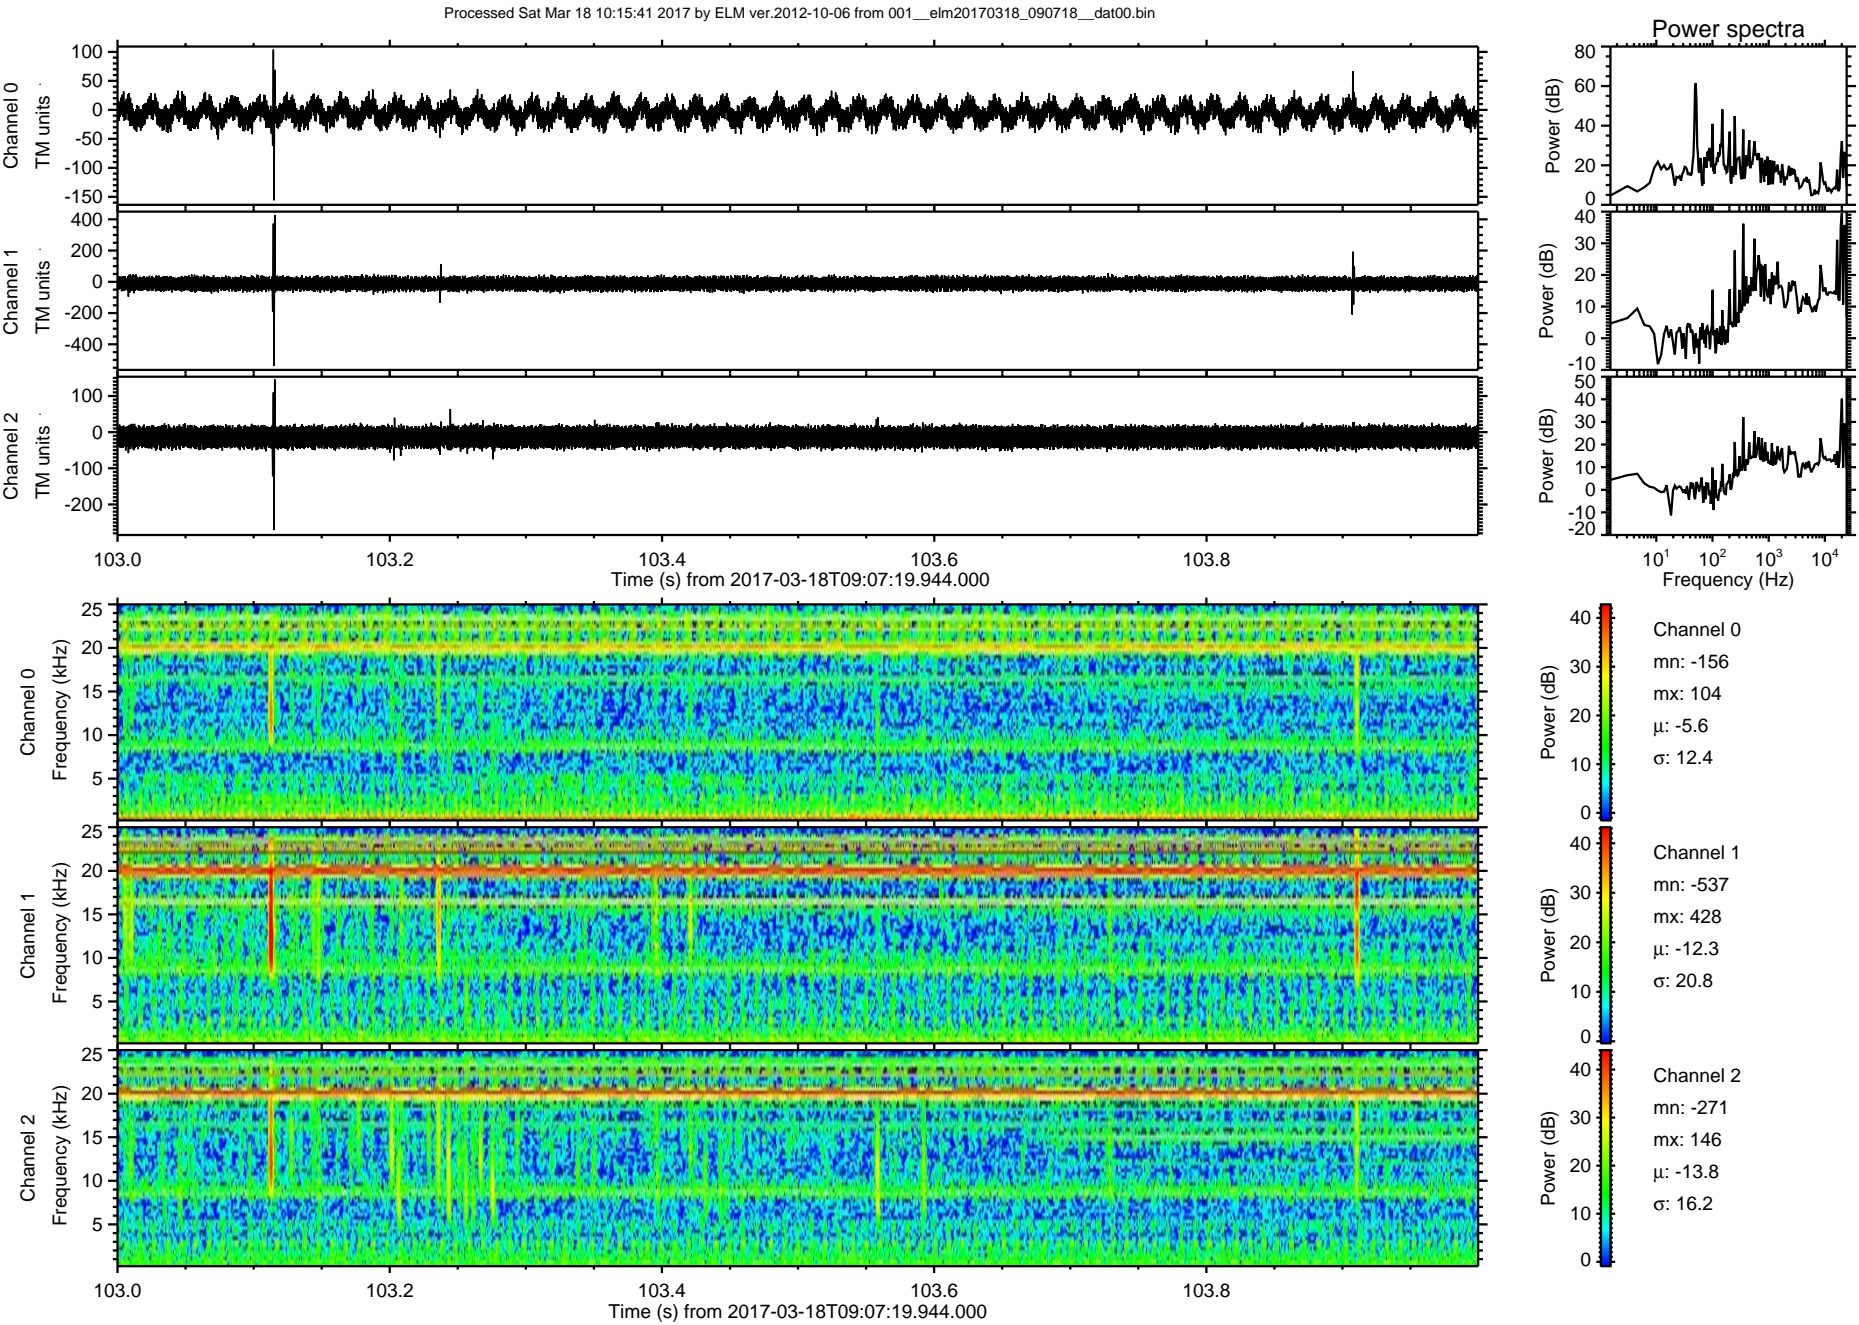 Processed Sat Mar 18 10:15:41 2017 by ELM ver.2012-10-06 from 001__elm20170318_090718__dat00.bin
Power spectra
Channel 0
TM units
100
50
0
-50
-100
-150
Power (dB)
80
60
40
20
0
Channel 1
TM units
400
200
0
-200
-400
Power (dB)
40
30
20
10
0
-10
Channel 2
TM units
100
0
-100
-200
Power (dB)
50
40
30
20
10
0
-10
-20
103.0 103.2 103.4 103.6 103.8
Time (s) from 2017-03-18T09:07:19.944.000
10¹ 10² 10³ 10⁴
Frequency (Hz)
Channel 0
Frequency (kHz)
25
20
15
10
5
Power (dB)
40
30
20
10
0
Channel 0
mn: -156
mx: 104
μ: -5.6
σ: 12.4
Channel 1
Frequency (kHz)
25
20
15
10
5
Power (dB)
40
30
20
10
0
Channel 1
mn: -537
mx: 428
μ: -12.3
σ: 20.8
Channel 2
Frequency (kHz)
25
20
15
10
5
Power (dB)
40
30
20
10
0
Channel 2
mn: -271
mx: 146
μ: -13.8
σ: 16.2
103.0 103.2 103.4 103.6 103.8
Time (s) from 2017-03-18T09:07:19.944.000